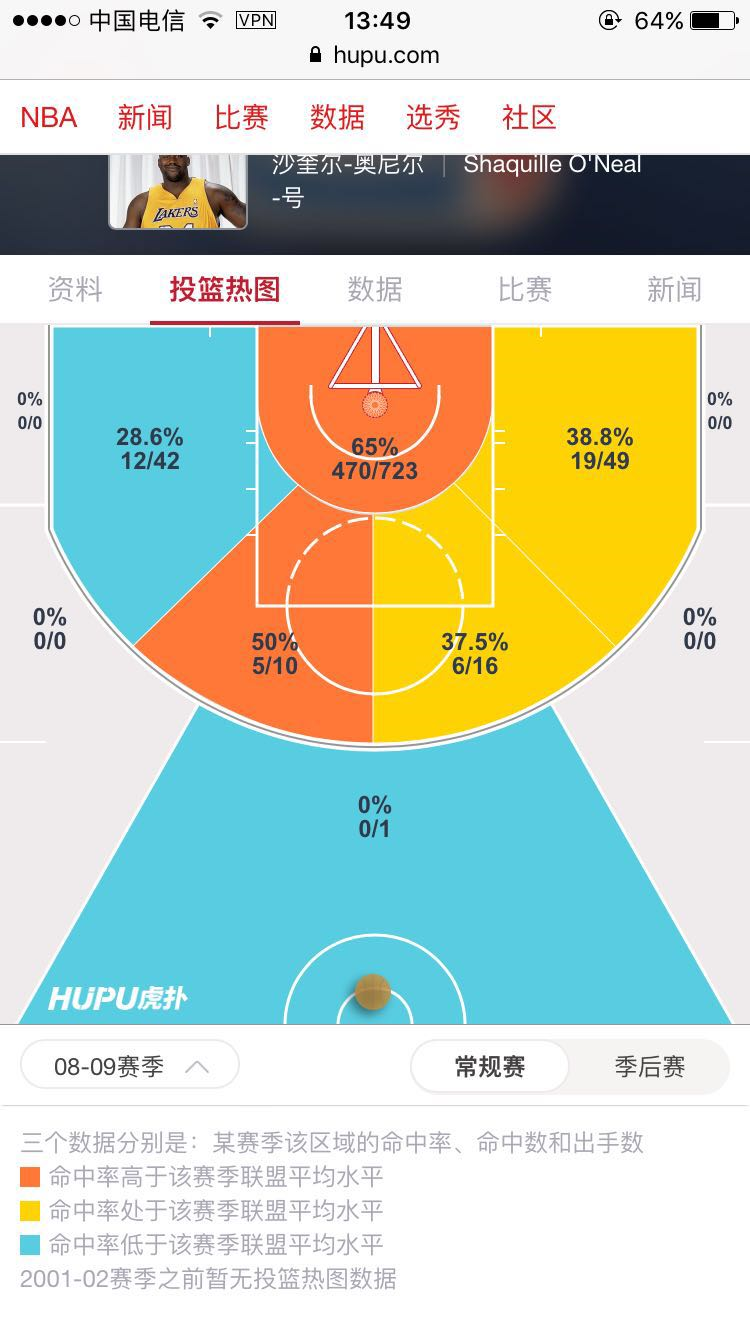 中国电信 VPN 13:49 64%
hupu.com
NBA 新闻 比赛 数据 选秀 社区
沙奎尔-奥尼尔 | Shaquille O'Neal
-号
LAKERS
资料 投篮热图 数据 比赛 新闻
0%
0/0
28.6%
12/42
65%
470/723
38.8%
19/49
0%
0/0
0%
0/0
50%
5/10
37.5%
6/16
0%
0/0
0%
0/1
HUPU虎扑
08-09赛季 常规赛 季后赛
三个数据分别是：某赛季该区域的命中率、命中数和出手数
命中率高于该赛季联盟平均水平
命中率处于该赛季联盟平均水平
命中率低于该赛季联盟平均水平
2001-02赛季之前暂无投篮热图数据